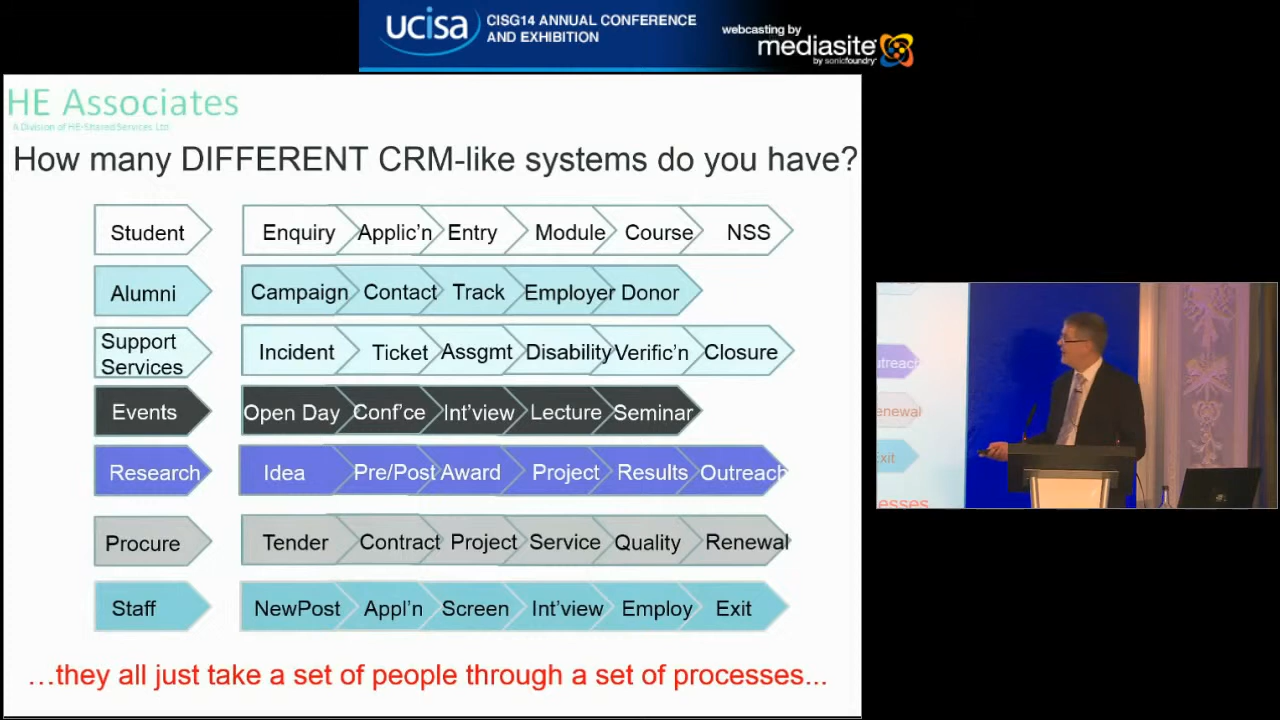 ucisa
CISG14 ANNUAL CONFERENCE
AND EXHIBITION
webcasting by
mediasite
by sonicfoundry
HE Associates
A Division of HE-Shared Services Ltd
How many DIFFERENT CRM-like systems do you have?
Student Enquiry Applic'n Entry Module Course NSS
Alumni Campaign Contact Track Employer Donor
Support
Services
Incident Ticket Assgmt Disability Verific'n Closure
Events Open Day Conf'ce Int'view Lecture Seminar
Research Idea Pre/Post Award Project Results Outreach
Procure Tender Contract Project Service Quality Renewal
Staff NewPost Appl'n Screen Int'view Employ Exit
…they all just take a set of people through a set of processes...
utreach
enewal
Exit
esses